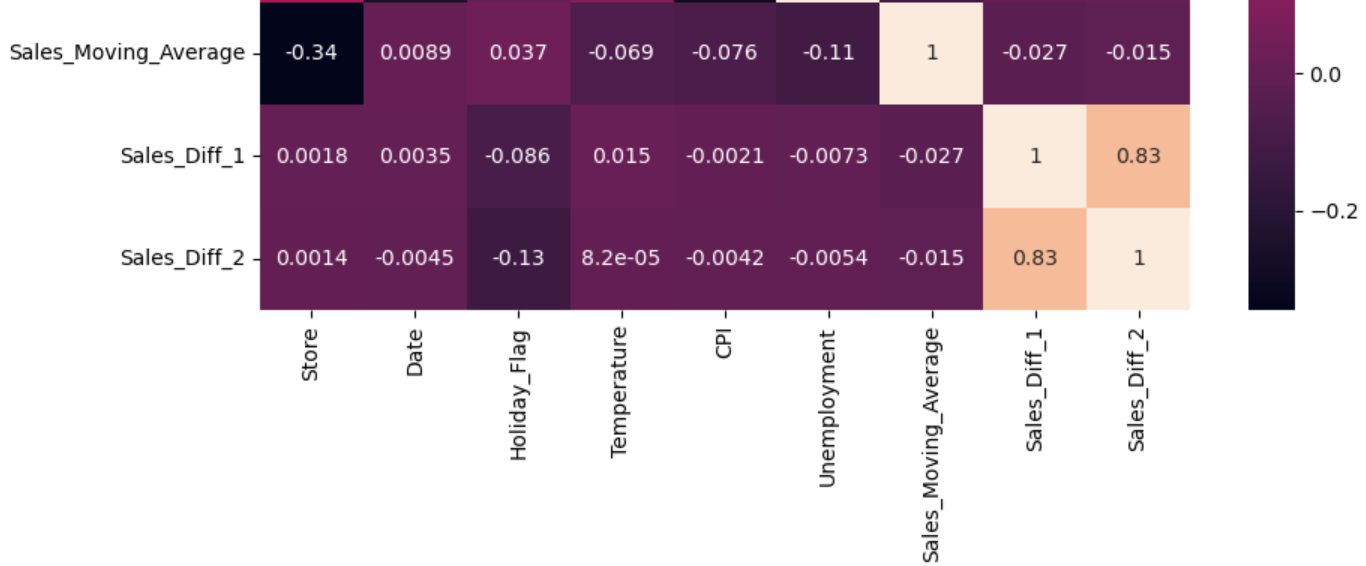 Sales_Moving_Average -0.34 0.0089 0.037 -0.069 -0.076 -0.11 1 -0.027 -0.015
0.0
Sales_Diff_1 0.0018 0.0035 -0.086 0.015 -0.0021 -0.0073 -0.027 1 0.83
−0.2
Sales_Diff_2 0.0014 -0.0045 -0.13 8.2e-05 -0.0042 -0.0054 -0.015 0.83 1
Store
Date
Holiday_Flag
Temperature
CPI
Unemployment
Sales_Moving_Average
Sales_Diff_1
Sales_Diff_2